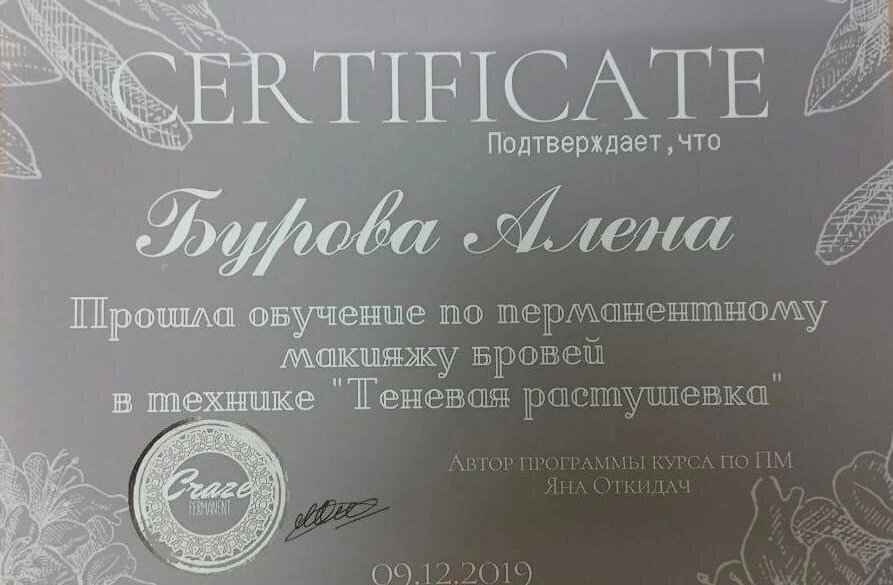 CERTIFICATE
Подтверждает,что
Бурова Алена
Прошла обучение по перманентному
макияжу бровей
в технике "Теневая растушевка"
Craze
PERMANENT
Автор программы курса по ПМ
Яна Откидач
09.12.2019